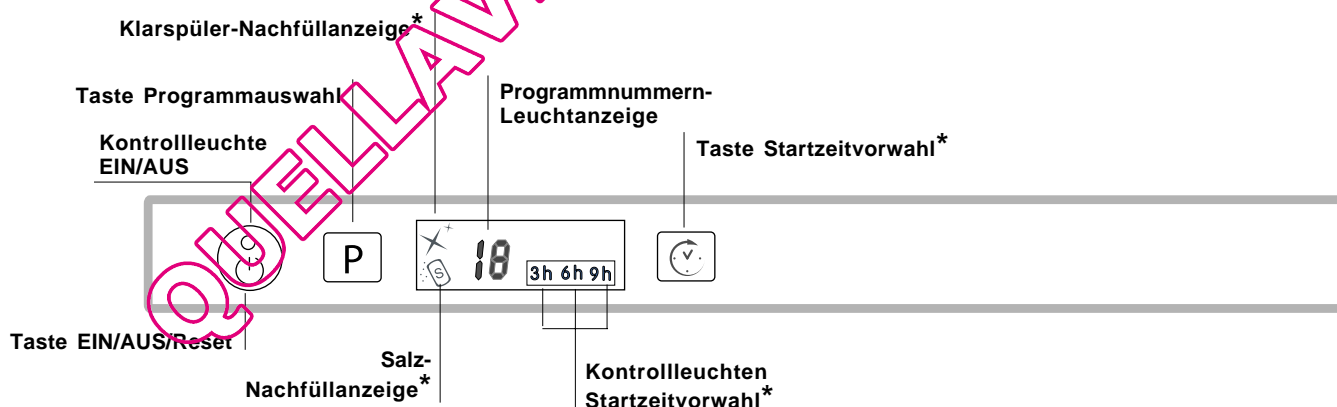 Klarspüler-Nachfüllanzeige*
Taste Programmauswahl
Programmnummern-
Leuchtanzeige
Kontrollleuchte
EIN/AUS
Taste Startzeitvorwahl*
P
18
S
3h 6h 9h
Taste EIN/AUS/Reset
Salz-
Nachfüllanzeige*
Kontrollleuchten
Startzeitvorwahl*
QUELLAV